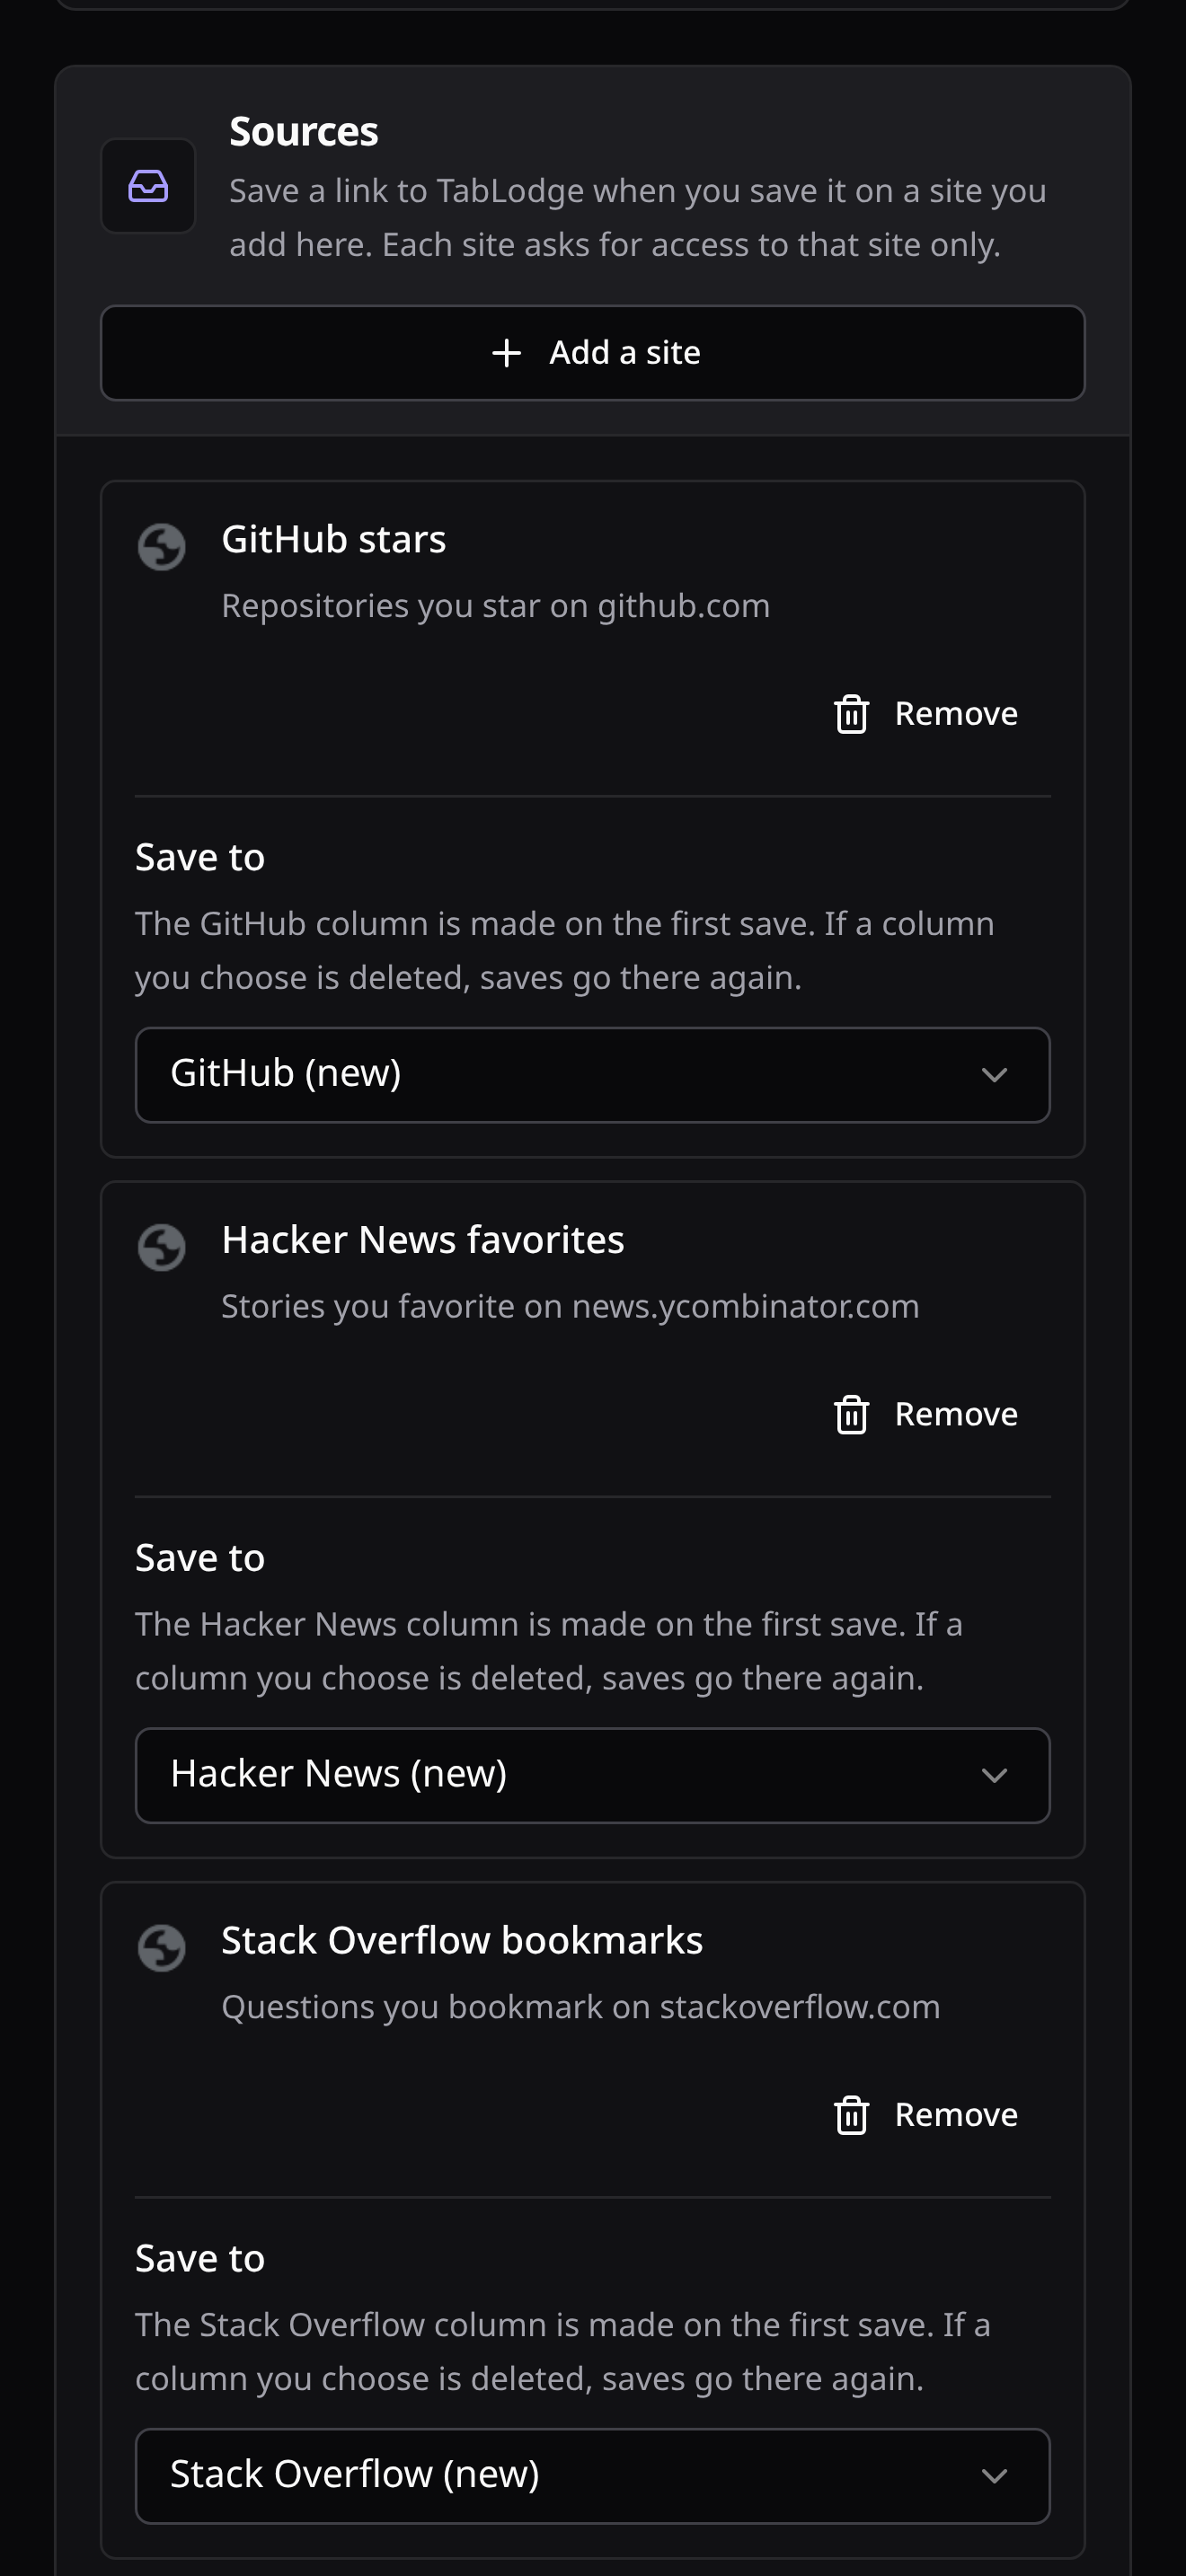 Sources
Save a link to TabLodge when you save it on a site you
add here. Each site asks for access to that site only.
Add a site
GitHub stars
Repositories you star on github.com
Remove
Save to
The GitHub column is made on the first save. If a column
you choose is deleted, saves go there again.
GitHub (new)
Hacker News favorites
Stories you favorite on news.ycombinator.com
Remove
Save to
The Hacker News column is made on the first save. If a
column you choose is deleted, saves go there again.
Hacker News (new)
Stack Overflow bookmarks
Questions you bookmark on stackoverflow.com
Remove
Save to
The Stack Overflow column is made on the first save. If a
column you choose is deleted, saves go there again.
Stack Overflow (new)